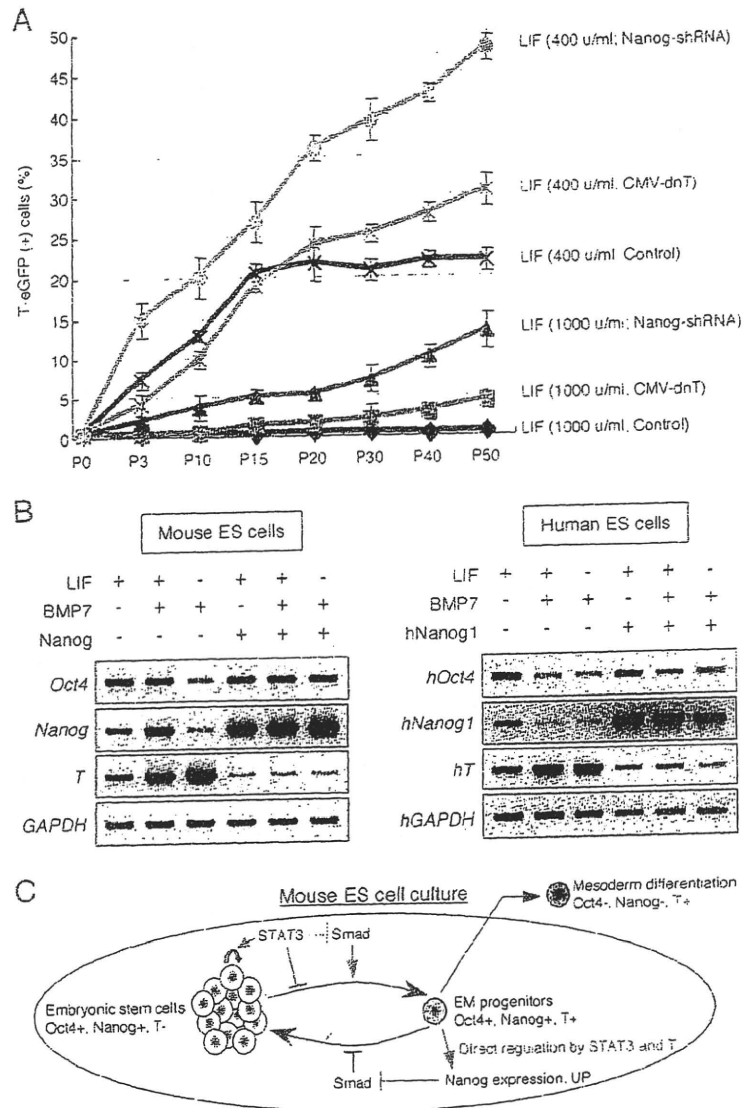 A
T-eGFP (+) cells (%)
50
45
40
35
30
25
20
15
10
5
0
P0 P3 P10 P15 P20 P30 P40 P50
LIF (400 u/ml; Nanog-shRNA)
LIF (400 u/ml. CMV-dnT)
LIF (400 u/ml. Control)
LIF (1000 u/ml; Nanog-shRNA)
LIF (1000 u/ml. CMV-dnT)
LIF (1000 u/ml. Control)
B
Mouse ES cells
LIF + + - + + -
BMP7 - + + - + +
Nanog - - - + + +
Oct4
Nanog
T
GAPDH
Human ES cells
LIF + + - + + -
BMP7 - + + - + +
hNanog1 - - - + + +
hOct4
hNanog1
hT
hGAPDH
C
Mouse ES cell culture
Mesoderm differentiation
Oct4-, Nanog-, T+
STAT3 Smad
Embryonic stem cells
Oct4+, Nanog+, T-
EM progenitors
Oct4+, Nanog+, T+
Direct regulation by STAT3 and T
Smad
Nanog expression, UP